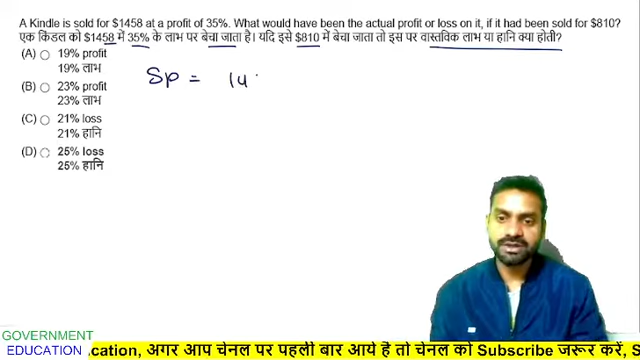 A Kindle is sold for $1458 at a profit of 35%. What would have been the actual profit or loss on it, if it had been sold for $810?
एक किंडल को $1458 में 35% के लाभ पर बेचा जाता है। यदि इसे $810 में बेचा जाता तो इस पर वास्तविक लाभ या हानि क्या होती?
(A) 19% profit
19% लाभ
(B) 23% profit
23% लाभ
(C) 21% loss
21% हानि
(D) 25% loss
25% हानि
Sp = 14
GOVERNMENT
EDUCATION
cation, अगर आप चेनल पर पहली बार आये है तो चेनल को Subscribe जरूर करें, S